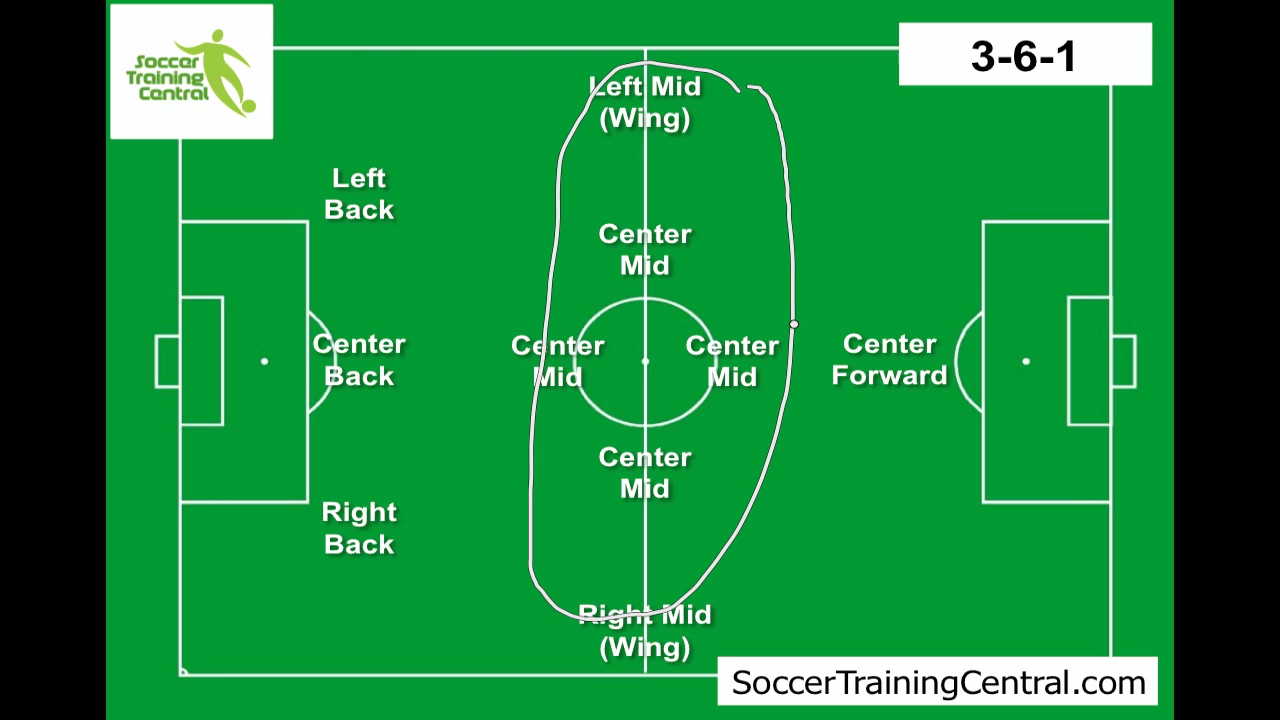 Soccer
Training
Central
3-6-1
Left Mid
(Wing)
Left
Back
Center
Mid
Center
Back
Center
Mid
Center
Mid
Center
Forward
Center
Mid
Right
Back
Right Mid
(Wing)
SoccerTrainingCentral.com